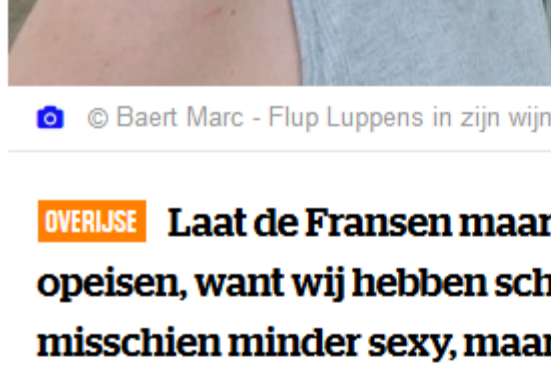 © Baert Marc - Flup Luppens in zijn
OVERIJSE Laat de Fransen maar
opeisen, want wij hebben
misschien minder sexy, maar